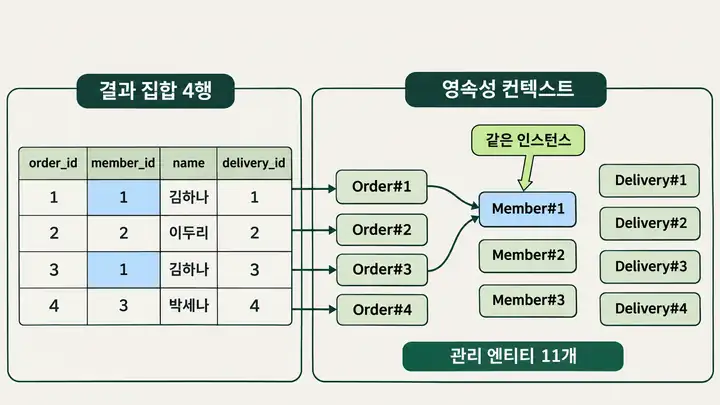 결과 집합 4행
order_id member_id name delivery_id
1 1 김하나 1
2 2 이두리 2
3 1 김하나 3
4 3 박세나 4
영속성 컨텍스트
같은 인스턴스
Order#1
Order#2
Order#3
Order#4
Member#1
Member#2
Member#3
Delivery#1
Delivery#2
Delivery#3
Delivery#4
관리 엔티티 11개